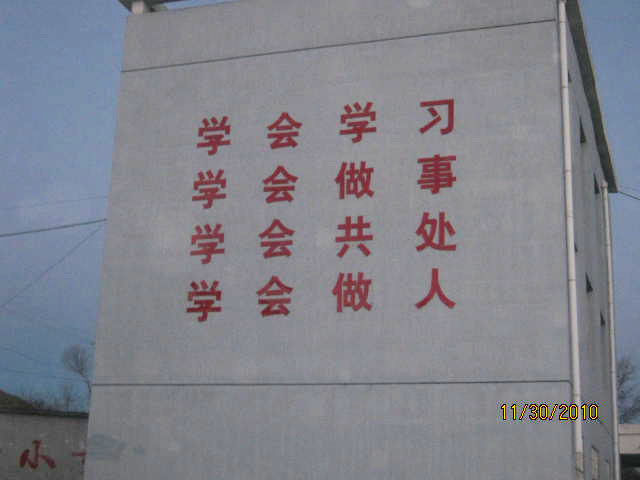 学会学习
学会做事
学会共处
学会做人
小
11/30/2010